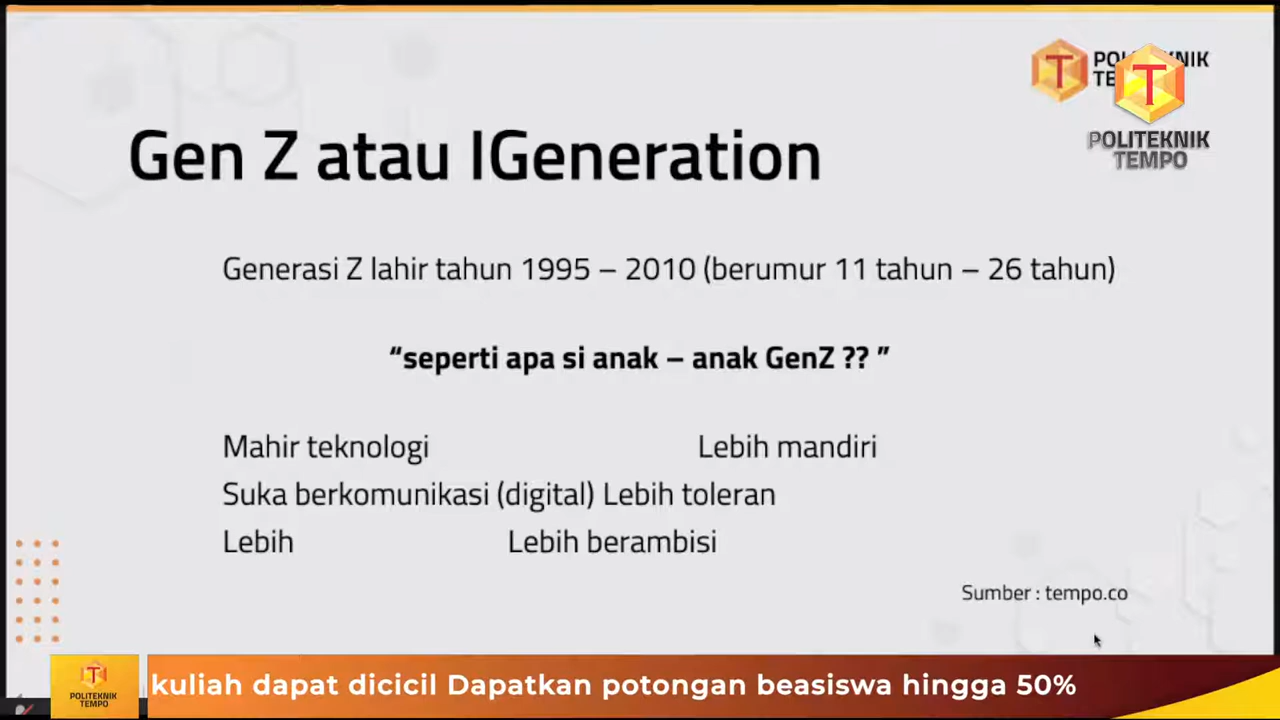 POLITEKNIK
TEMPO
Gen Z atau IGeneration
Generasi Z lahir tahun 1995 – 2010 (berumur 11 tahun – 26 tahun)
“seperti apa si anak – anak GenZ ?? ”
Mahir teknologi Lebih mandiri
Suka berkomunikasi (digital) Lebih toleran
Lebih Lebih berambisi
Sumber : tempo.co
POLITEKNIK
TEMPO
kuliah dapat dicicil Dapatkan potongan beasiswa hingga 50%